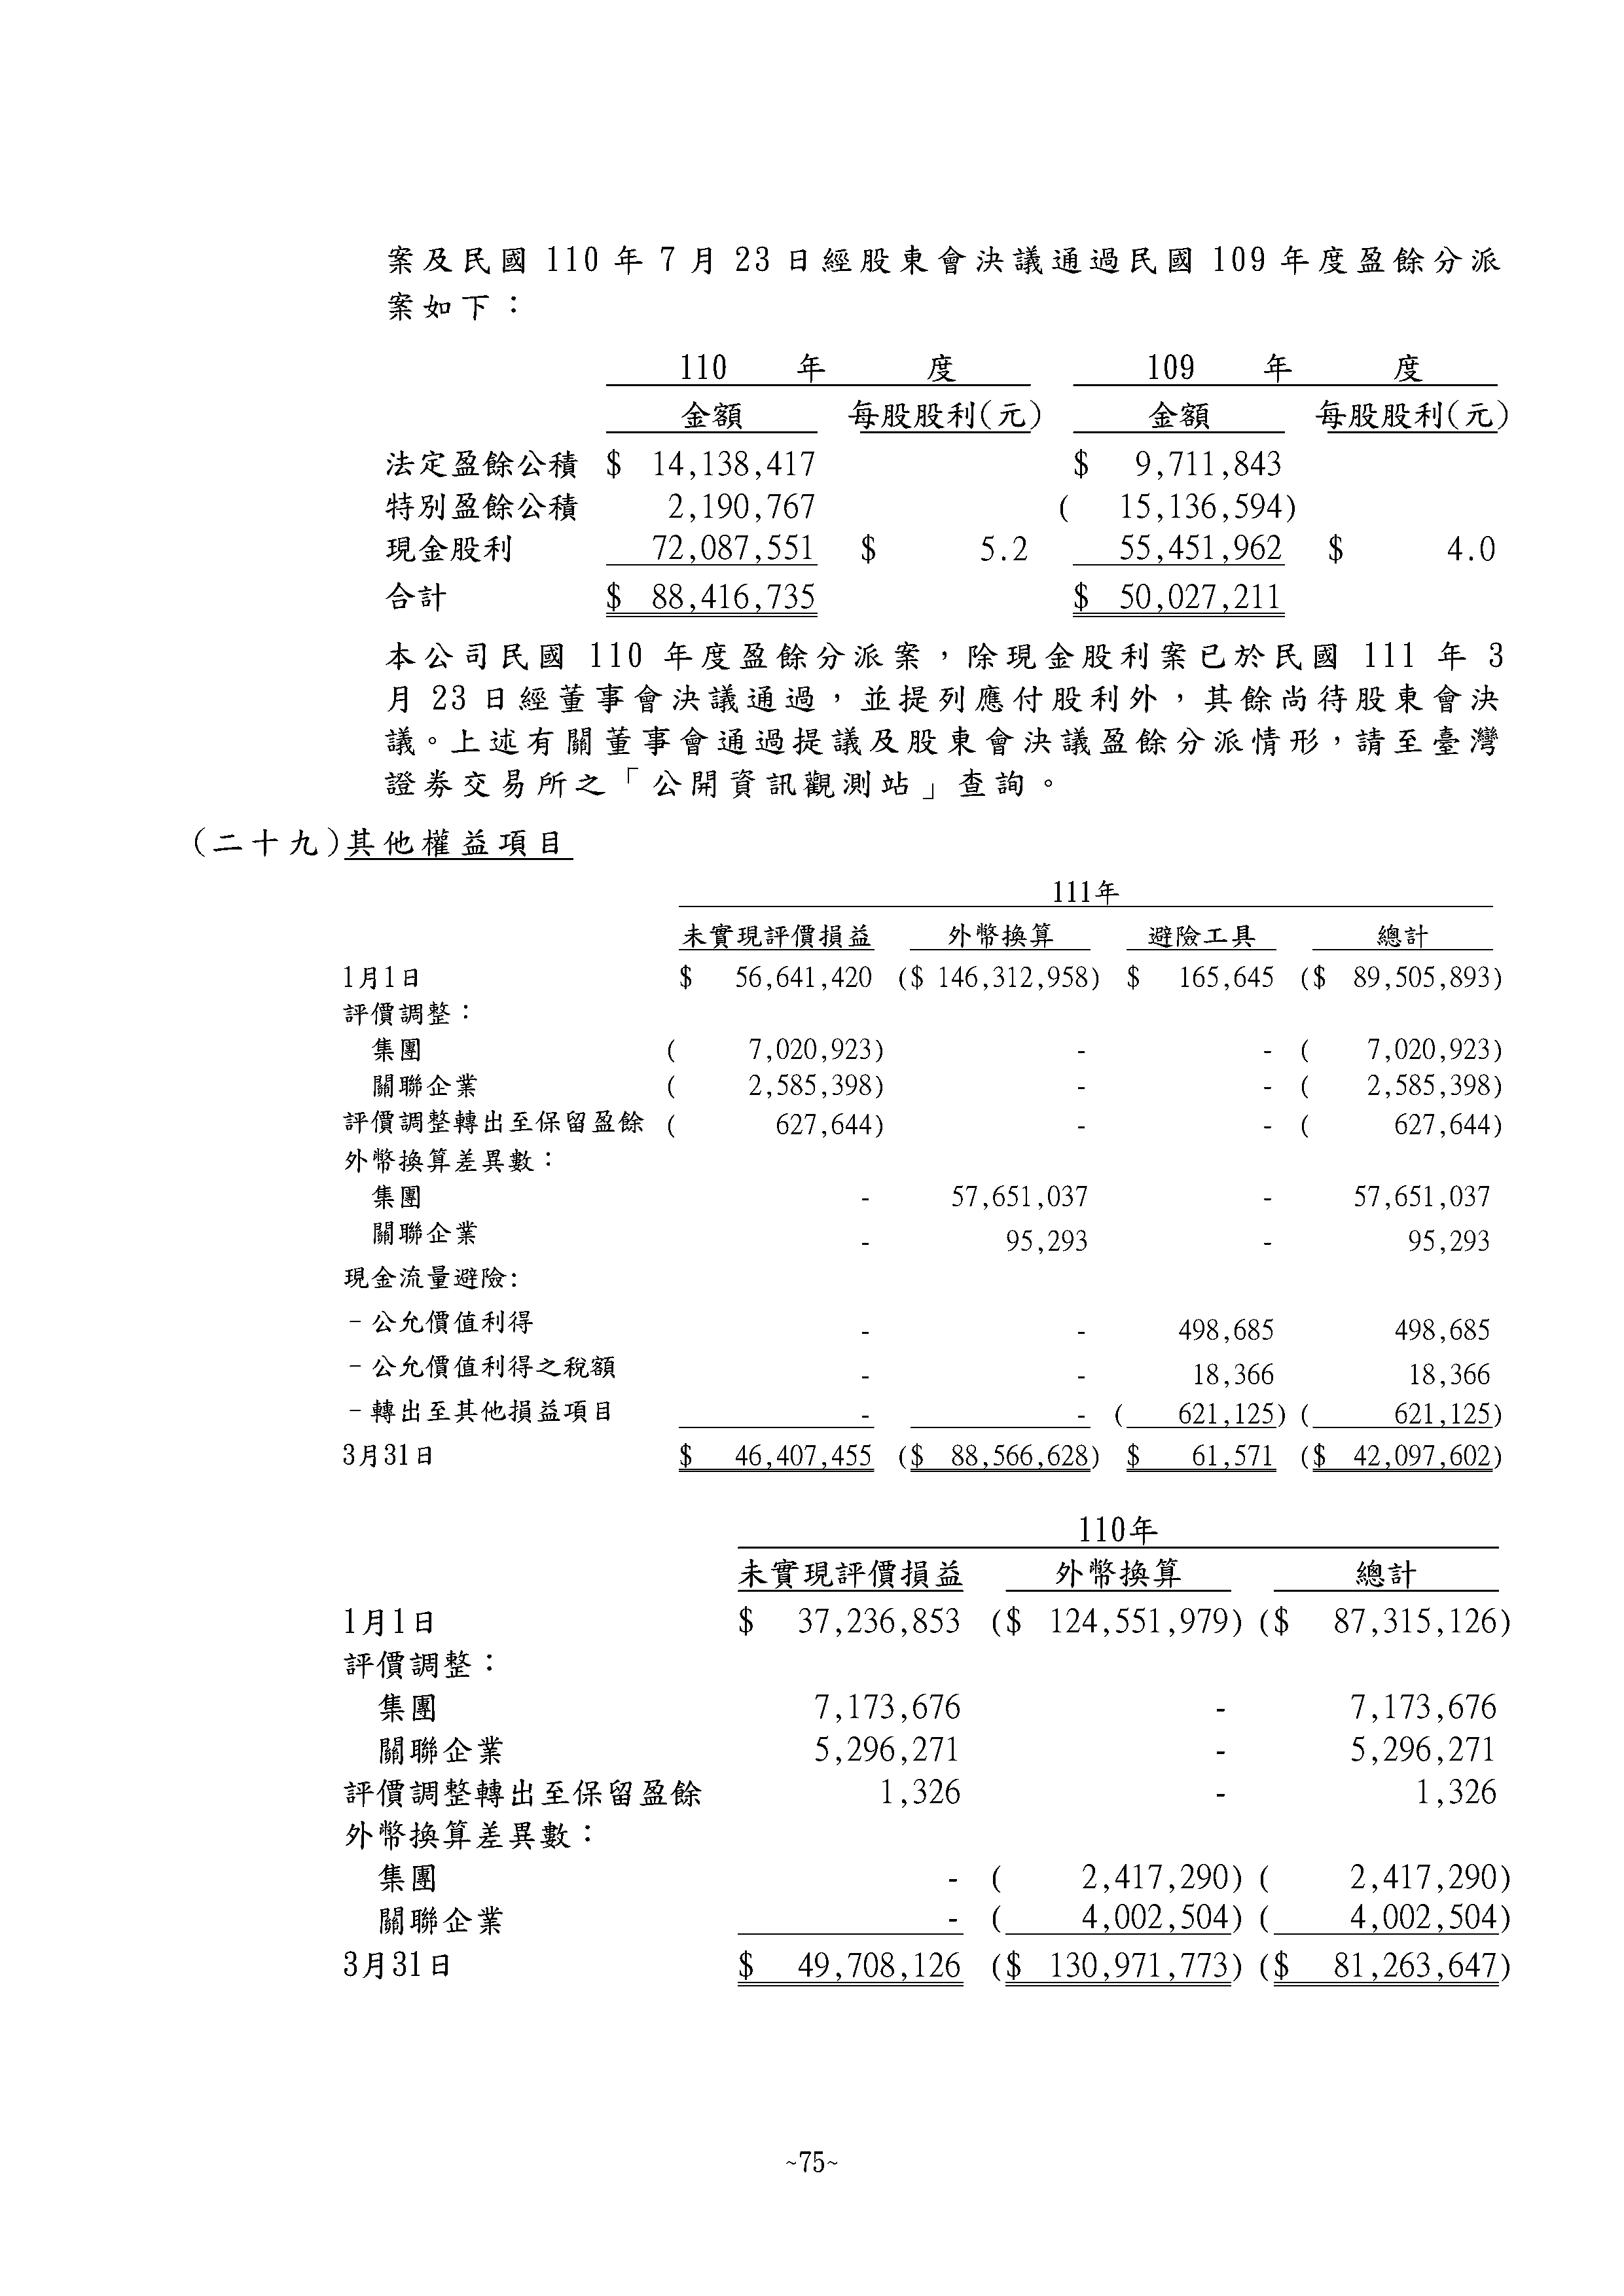 案及民國 110 年 7 月 23 日經股東會決議通過民國 109 年度盈餘分派
案如下：
110 年 度 109 年 度
金額 每股股利(元) 金額 每股股利(元)
法定盈餘公積 $ 14,138,417 $ 9,711,843
特別盈餘公積 2,190,767 ( 15,136,594)
現金股利 72,087,551 $ 5.2 55,451,962 $ 4.0
合計 $ 88,416,735 $ 50,027,211
本公司民國 110 年度盈餘分派案，除現金股利案已於民國 111 年 3
月 23 日經董事會決議通過，並提列應付股利外，其餘尚待股東會決
議。上述有關董事會通過提議及股東會決議盈餘分派情形，請至臺灣
證券交易所之「公開資訊觀測站」查詢。
(二十九)其他權益項目
111年
未實現評價損益 外幣換算 避險工具 總計
1月1日 $ 56,641,420 ($ 146,312,958) $ 165,645 ($ 89,505,893)
評價調整：
集團 ( 7,020,923) - - ( 7,020,923)
關聯企業 ( 2,585,398) - - ( 2,585,398)
評價調整轉出至保留盈餘 ( 627,644) - - ( 627,644)
外幣換算差異數：
集團 - 57,651,037 - 57,651,037
關聯企業 - 95,293 - 95,293
現金流量避險:
–公允價值利得 - - 498,685 498,685
–公允價值利得之稅額 - - 18,366 18,366
–轉出至其他損益項目 - - ( 621,125) ( 621,125)
3月31日 $ 46,407,455 ($ 88,566,628) $ 61,571 ($ 42,097,602)
110年
未實現評價損益 外幣換算 總計
1月1日 $ 37,236,853 ($ 124,551,979) ($ 87,315,126)
評價調整：
集團 7,173,676 - 7,173,676
關聯企業 5,296,271 - 5,296,271
評價調整轉出至保留盈餘 1,326 - 1,326
外幣換算差異數：
集團 - ( 2,417,290) ( 2,417,290)
關聯企業 - ( 4,002,504) ( 4,002,504)
3月31日 $ 49,708,126 ($ 130,971,773) ($ 81,263,647)
~75~